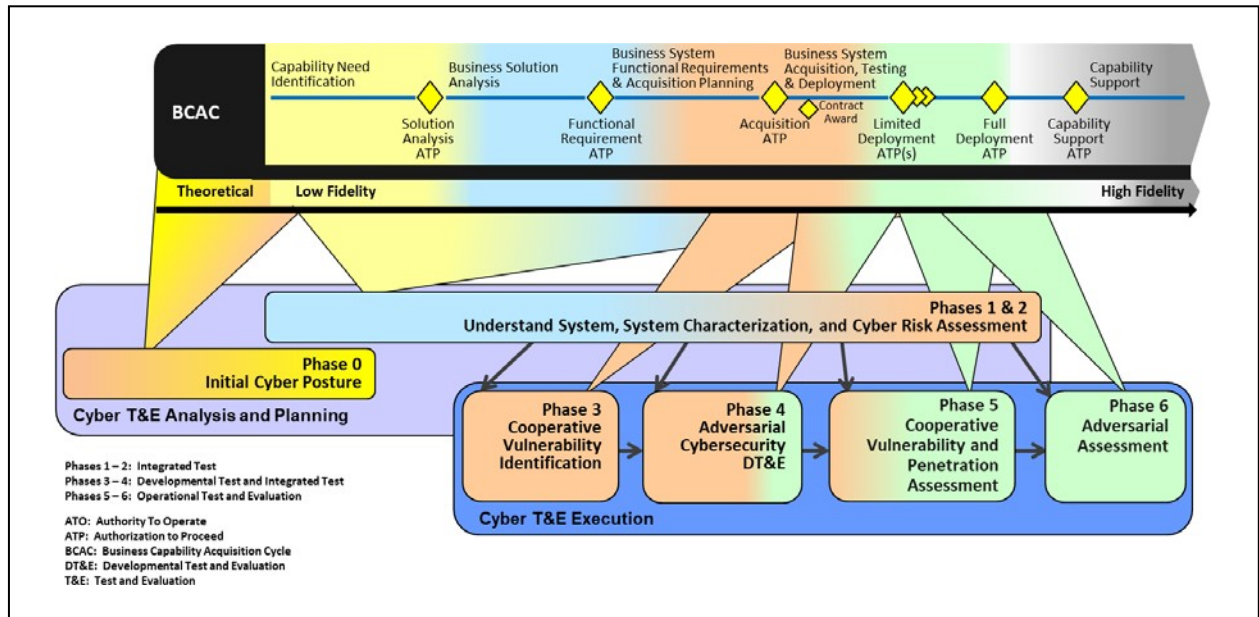 BCAC
Capability Need
Identification
Business Solution
Analysis
Business System
Functional Requirements
& Acquisition Planning
Business System
Acquisition, Testing
& Deployment
Capability
Support
Solution
Analysis
ATP
Functional
Requirement
ATP
Acquisition
ATP
Contract
Award
Limited
Deployment
ATP(s)
Full
Deployment
ATP
Capability
Support
ATP
Theoretical
Low Fidelity
High Fidelity
Phases 1 & 2
Understand System, System Characterization, and Cyber Risk Assessment
Phase 0
Initial Cyber Posture
Cyber T&E Analysis and Planning
Phase 3
Cooperative
Vulnerability
Identification
Phase 4
Adversarial
Cybersecurity
DT&E
Phase 5
Cooperative
Vulnerability and
Penetration
Assessment
Phase 6
Adversarial
Assessment
Cyber T&E Execution
Phases 1 – 2: Integrated Test
Phases 3 – 4: Developmental Test and Integrated Test
Phases 5 – 6: Operational Test and Evaluation
ATO: Authority To Operate
ATP: Authorization to Proceed
BCAC: Business Capability Acquisition Cycle
DT&E: Developmental Test and Evaluation
T&E: Test and Evaluation